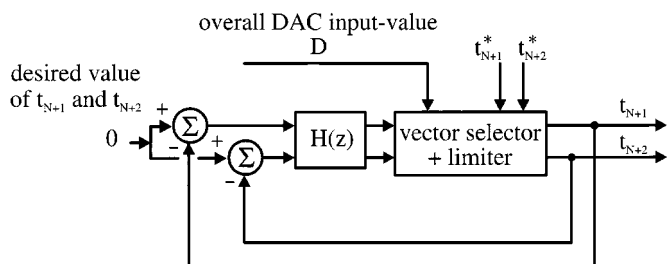 overall DAC input-value
D
t*N+1 t*N+2
desired value
of tN+1 and tN+2
0
+
−
Σ
+
−
Σ
H(z)
vector selector
+ limiter
tN+1
tN+2